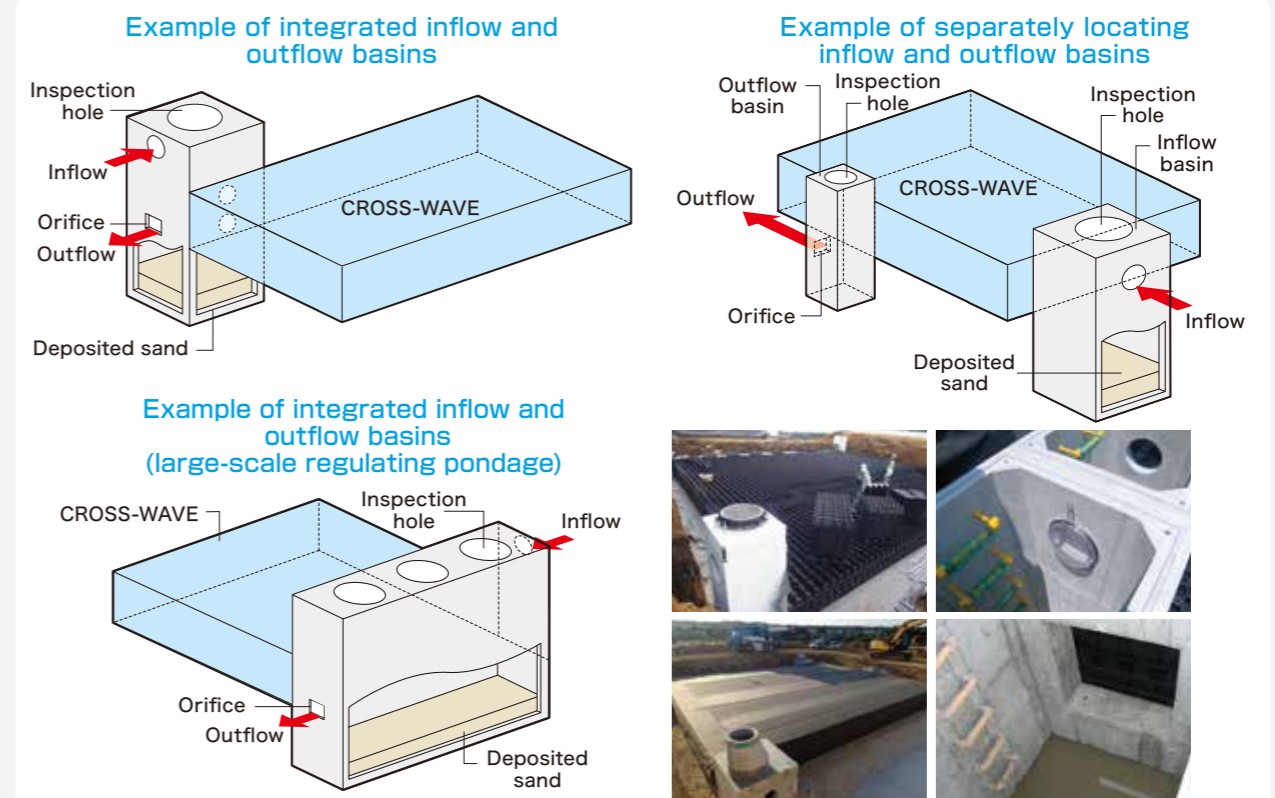 Example of integrated inflow and
outflow basins
Inspection
hole
Inflow
Orifice
Outflow
CROSS-WAVE
Deposited sand
Example of separately locating
inflow and outflow basins
Outflow
basin
Inspection
hole
Inspection
hole
Inflow
basin
CROSS-WAVE
Outflow
Orifice
Inflow
Deposited
sand
Example of integrated inflow and
outflow basins
(large-scale regulating pondage)
CROSS-WAVE
Inspection
hole
Inflow
Orifice
Outflow
Deposited
sand